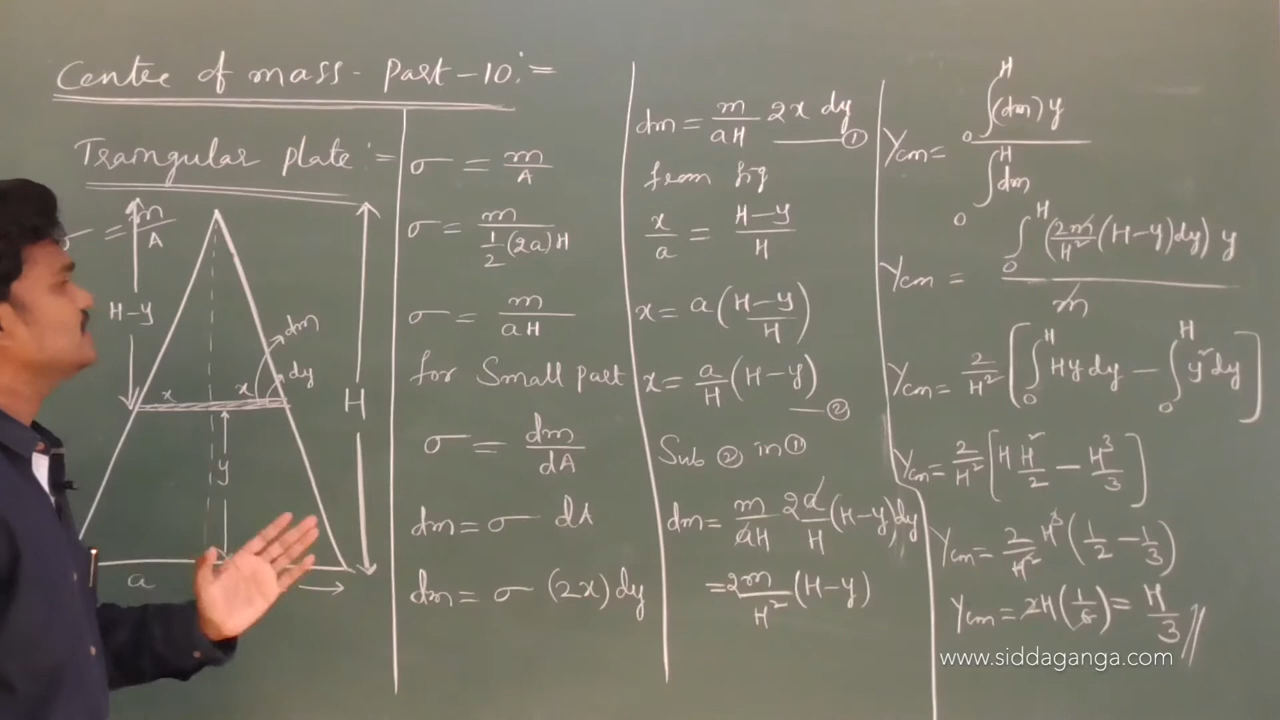 Centre of mass - Part - 10 :=
Triangular plate :=
σ = m/A
H-y
dm
x
x
dy
H
y
a
σ = m/A
σ = m/(1/2 (2a) H)
σ = m/(aH)
for Small part
σ = dm/dA
dm = σ dA
dm = σ (2x) dy
dm = m/(aH) 2x dy ——①
from fig
x/a = (H-y)/H
x = a((H-y)/H)
x = a/H (H-y) —②
Sub ② in ①
dm = m/(aH) 2a/H (H-y) dy
= 2m/H² (H-y)
Ycm = ∫₀ᴴ (dm) y / ∫₀ᴴ dm
Ycm = ∫₀ᴴ (2m/H² (H-y) dy) y / m
Ycm = 2/H² [∫₀ᴴ Hy dy - ∫₀ᴴ y² dy]
Ycm = 2/H² [H H²/2 - H³/3]
Ycm = 2/H² H³ (1/2 - 1/3)
Ycm = 2H (1/6) = H/3 //
www.siddaganga.com